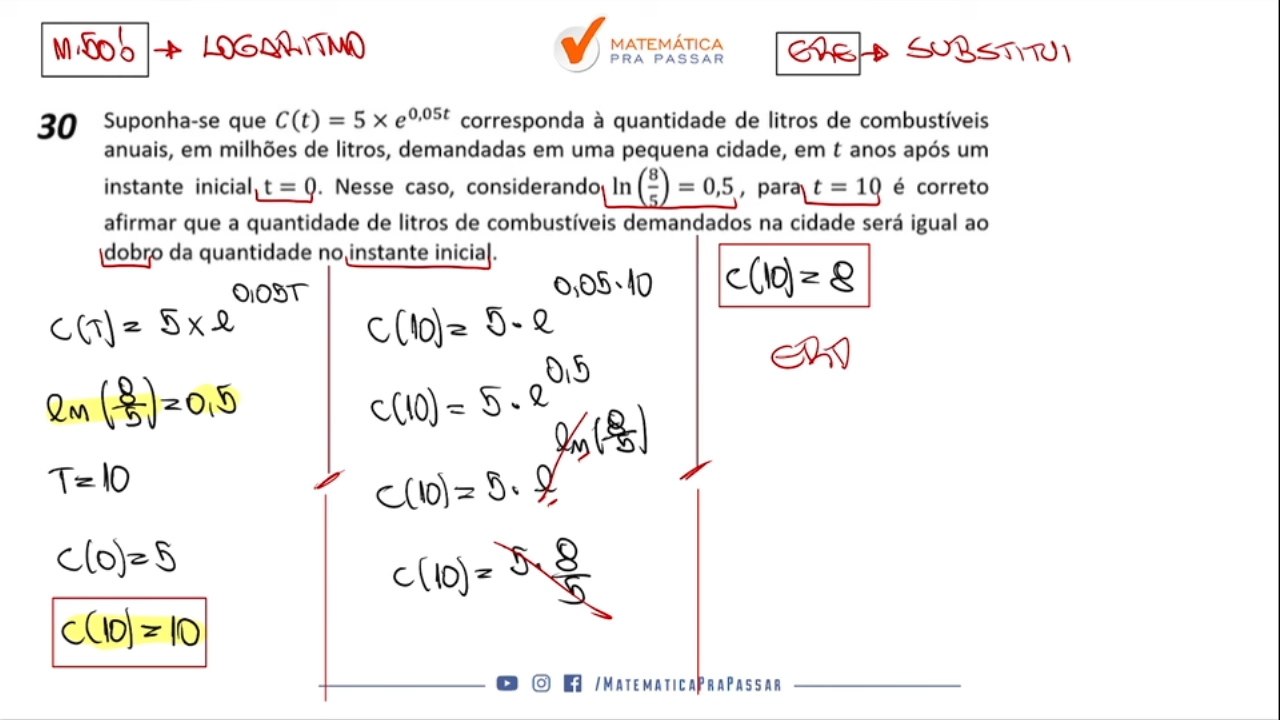 MÉTODO → LOGARITMO
MATEMÁTICA
PRA PASSAR
→ SUBSTITUI
30 Suponha-se que C(t) = 5 × e^0,05t corresponda à quantidade de litros de combustíveis
anuais, em milhões de litros, demandadas em uma pequena cidade, em t anos após um
instante inicial t = 0. Nesse caso, considerando ln(8/5) = 0,5, para t = 10 é correto
afirmar que a quantidade de litros de combustíveis demandados na cidade será igual ao
dobro da quantidade no instante inicial.
C(T) = 5 × e^0,05T
ln(8/5) = 0,5
T = 10
C(0) = 5
C(10) = 10
C(10) = 5 · e^0,05·10
C(10) = 5 · e^0,5
C(10) = 5 · e^ln(8/5)
C(10) = 5 · 8/5
C(10) = 8
/MATEMATICAPRAPASSAR